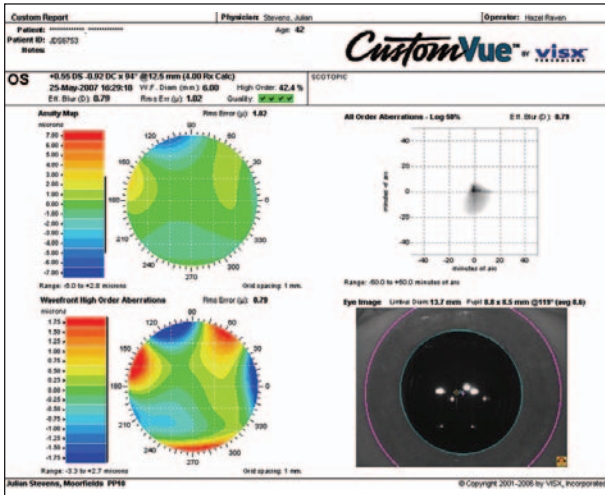 Custom Report
Physician: Stevens, Julian
Operator: Hazel Raven
Patient:
Age: 42
Patient ID: JDS6753
Notes:
CustomVue™ BY VISX
TECHNOLOGY
OS
+0.55 DS -0.92 DC x 94° @12.5 mm (4.00 Rx Calc)
25-May-2007 16:29:18 W.F. Diam (mm) 6.00 High Order: 42.4 %
Eff. Blur (D): 0.79 Rms Err.(µ): 1.02 Quality: ✔ ✔ ✔ ✔
SCOTOPIC
Acuity Map Rms Error (µ): 1.02
microns
7.00
6.00
5.00
4.00
3.00
2.00
1.00
0.00
-1.00
-2.00
-3.00
-4.00
-5.00
-6.00
-7.00
90
120
60
150
30
180
0
210
330
240
300
270
Range: -5.0 to +2.8 microns Grid spacing: 1 mm.
All Order Aberrations - Log 50% Eff. Blur (D): 0.79
minutes of arc
40
20
0
-20
-40
-40 -20 0 20 40
minutes of arc
Range: -50.0 to +50.0 minutes of arc
Wavefront High Order Aberrations Rms Error (µ): 0.79
microns
1.75
1.50
1.25
1.00
0.75
0.50
0.25
0.00
-0.25
-0.50
-0.75
-1.00
-1.25
-1.50
-1.75
90
120
60
150
30
180
0
210
330
240
300
270
Range: -3.3 to +2.7 microns Grid spacing: 1 mm.
Eye Image Limbus Diam: 13.7 mm Pupil: 8.8 x 8.5 mm @119° (avg 8.6)
Julian Stevens, Moorfields PP10
© Copyright 2001-2006 by VISX, Incorporated